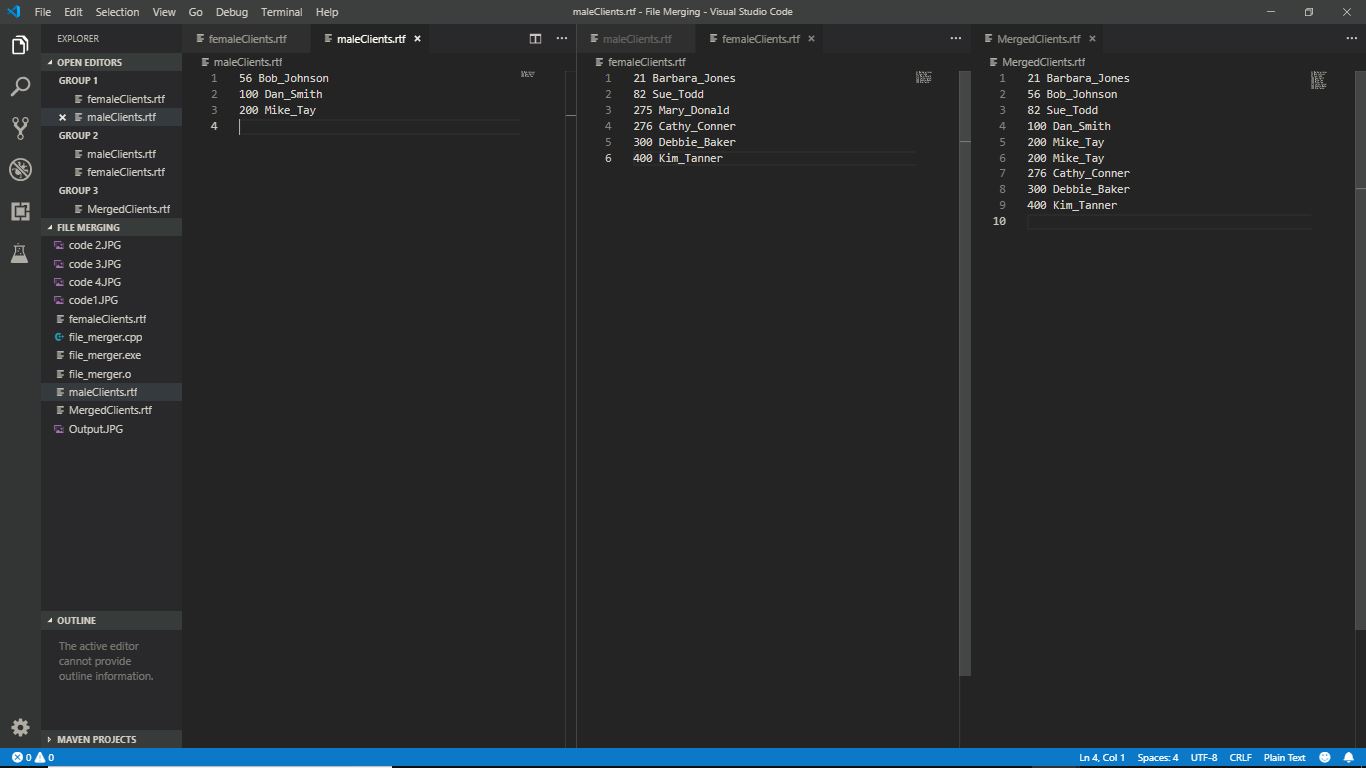 File Edit Selection View Go Debug Terminal Help
maleClients.rtf - File Merging - Visual Studio Code
EXPLORER
OPEN EDITORS
GROUP 1
femaleClients.rtf
maleClients.rtf
GROUP 2
maleClients.rtf
femaleClients.rtf
GROUP 3
MergedClients.rtf
FILE MERGING
code 2.JPG
code 3.JPG
code 4.JPG
code1.JPG
femaleClients.rtf
file_merger.cpp
file_merger.exe
file_merger.o
maleClients.rtf
MergedClients.rtf
Output.JPG
OUTLINE
The active editor
cannot provide
outline information.
MAVEN PROJECTS
femaleClients.rtf maleClients.rtf
maleClients.rtf
1 56 Bob_Johnson
2 100 Dan_Smith
3 200 Mike_Tay
4
maleClients.rtf femaleClients.rtf
femaleClients.rtf
1 21 Barbara_Jones
2 82 Sue_Todd
3 275 Mary_Donald
4 276 Cathy_Conner
5 300 Debbie_Baker
6 400 Kim_Tanner
MergedClients.rtf
MergedClients.rtf
1 21 Barbara_Jones
2 56 Bob_Johnson
3 82 Sue_Todd
4 100 Dan_Smith
5 200 Mike_Tay
6 200 Mike_Tay
7 276 Cathy_Conner
8 300 Debbie_Baker
9 400 Kim_Tanner
10
0 0
Ln 4, Col 1 Spaces: 4 UTF-8 CRLF Plain Text